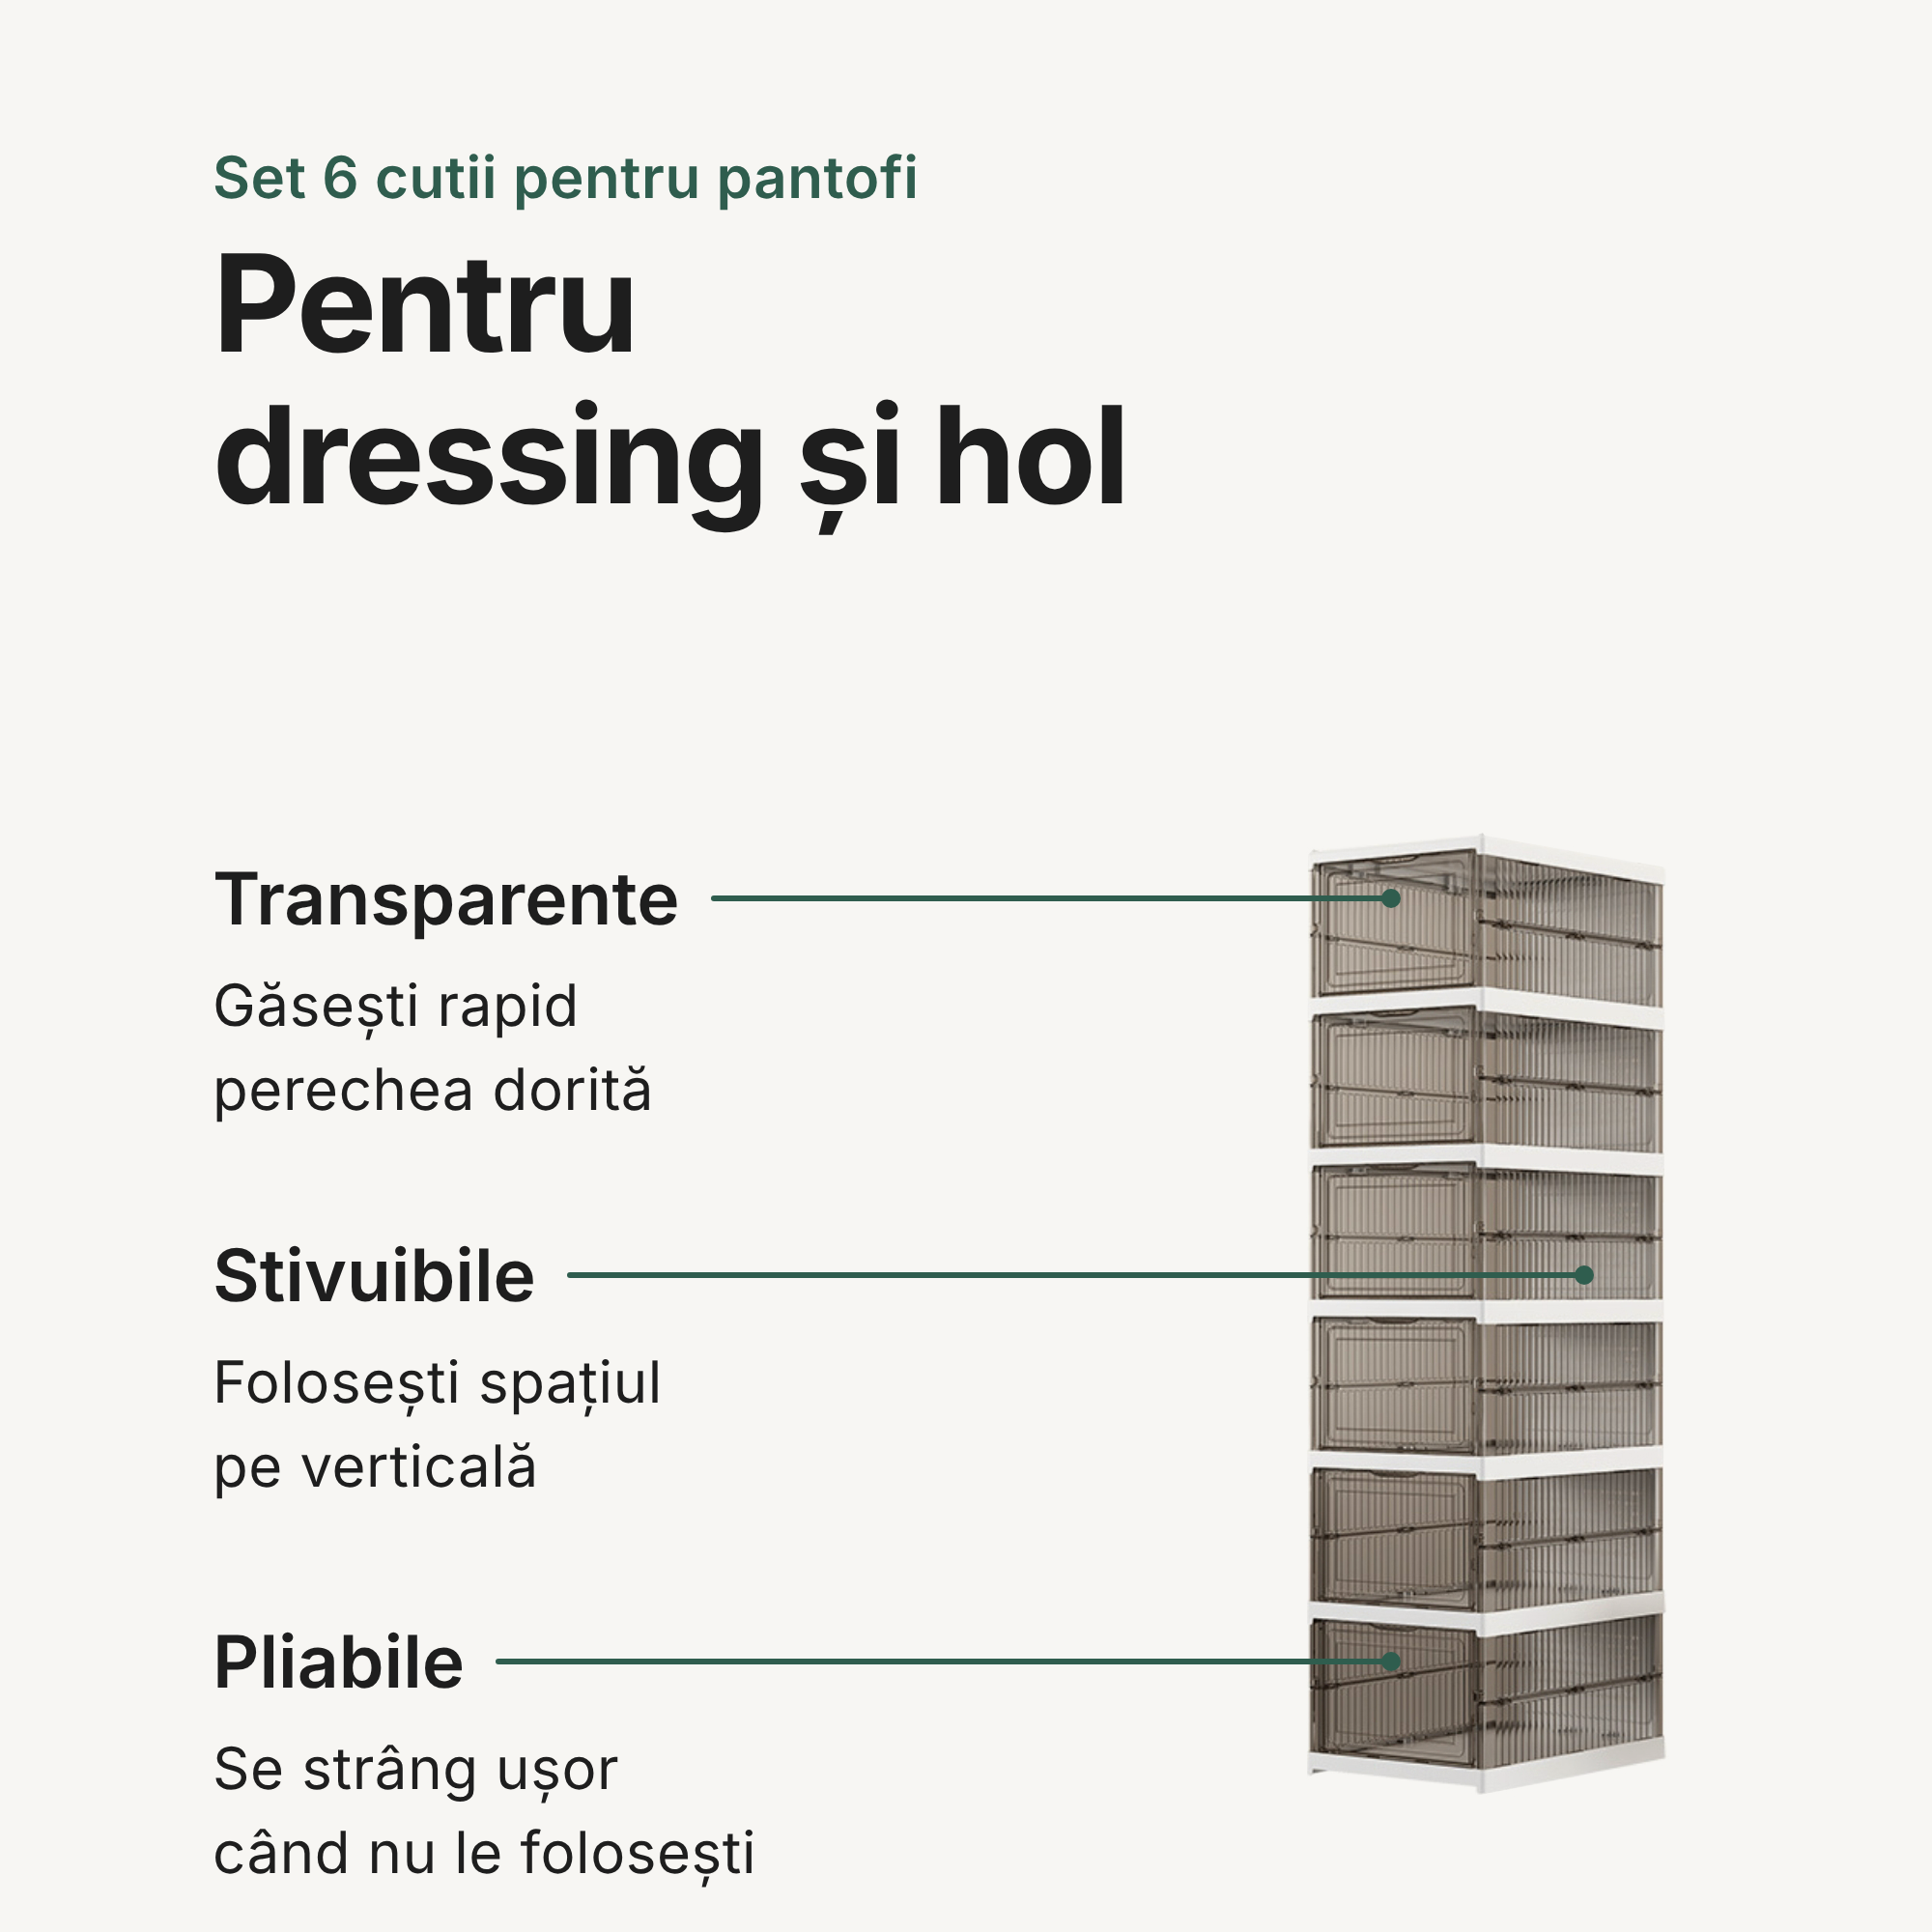 Set 6 cutii pentru pantofi
Pentru
dressing și hol
Transparente
Găsești rapid
perechea dorită
Stivuibile
Folosești spațiul
pe verticală
Pliabile
Se strâng ușor
când nu le folosești